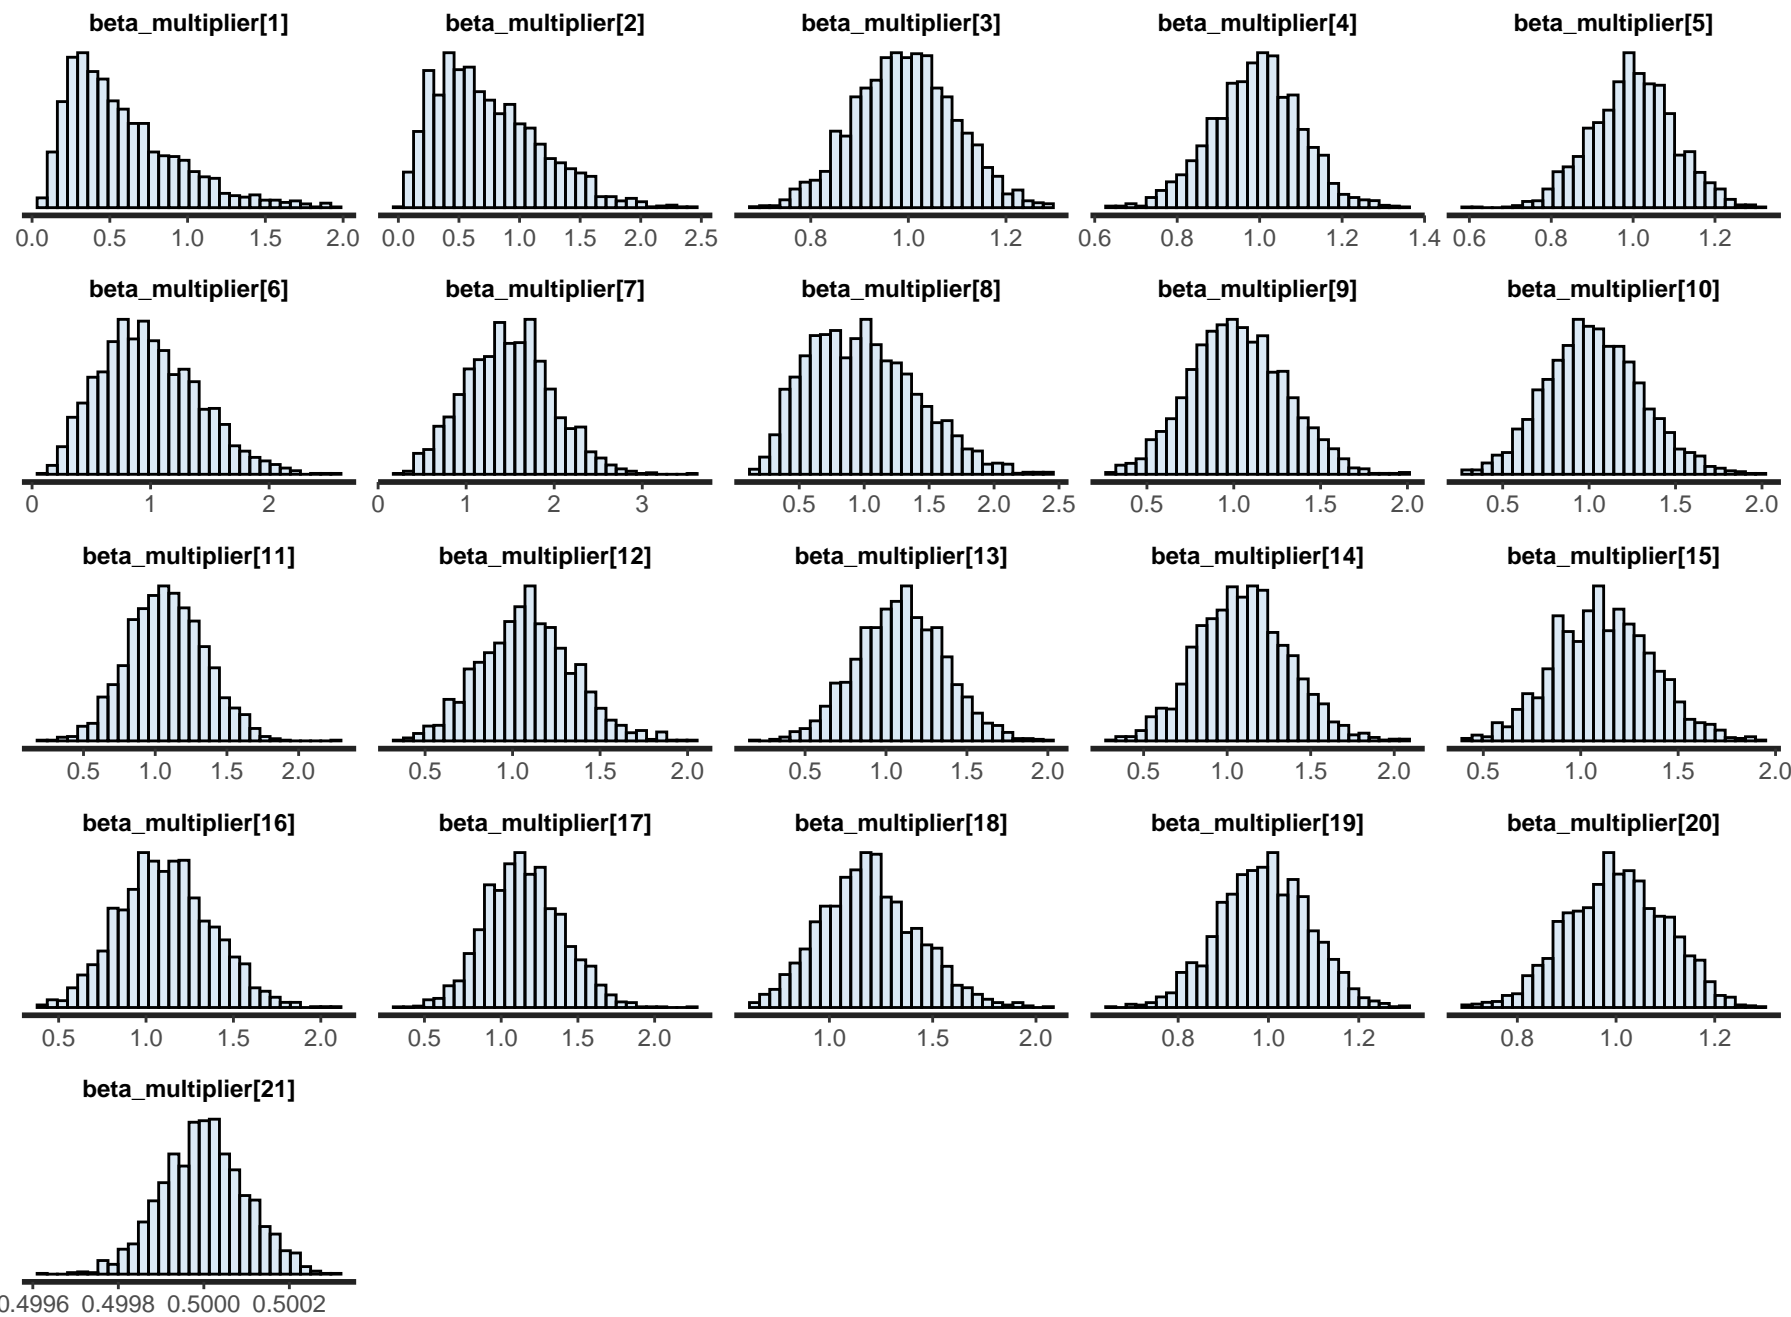 beta_multiplier[1] beta_multiplier[2] beta_multiplier[3] beta_multiplier[4] beta_multiplier[5]
0.0 0.5 1.0 1.5 2.0 0.0 0.5 1.0 1.5 2.0 2.5 0.8 1.0 1.2 0.6 0.8 1.0 1.2 1.4 0.6 0.8 1.0 1.2
beta_multiplier[6] beta_multiplier[7] beta_multiplier[8] beta_multiplier[9] beta_multiplier[10]
0 1 2 0 1 2 3 0.5 1.0 1.5 2.0 2.5 0.5 1.0 1.5 2.0 0.5 1.0 1.5 2.0
beta_multiplier[11] beta_multiplier[12] beta_multiplier[13] beta_multiplier[14] beta_multiplier[15]
0.5 1.0 1.5 2.0 0.5 1.0 1.5 2.0 0.5 1.0 1.5 2.0 0.5 1.0 1.5 2.0 0.5 1.0 1.5 2.0
beta_multiplier[16] beta_multiplier[17] beta_multiplier[18] beta_multiplier[19] beta_multiplier[20]
0.5 1.0 1.5 2.0 0.5 1.0 1.5 2.0 1.0 1.5 2.0 0.8 1.0 1.2 0.8 1.0 1.2
beta_multiplier[21]
0.4996 0.4998 0.5000 0.5002